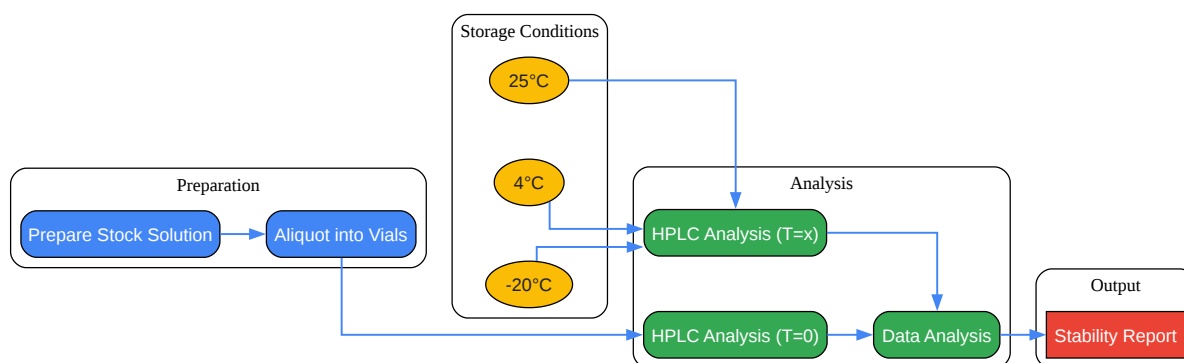 Storage Conditions
25°C
4°C
-20°C
Preparation
Prepare Stock Solution
Aliquot into Vials
Analysis
HPLC Analysis (T=x)
HPLC Analysis (T=0)
Data Analysis
Output
Stability Report